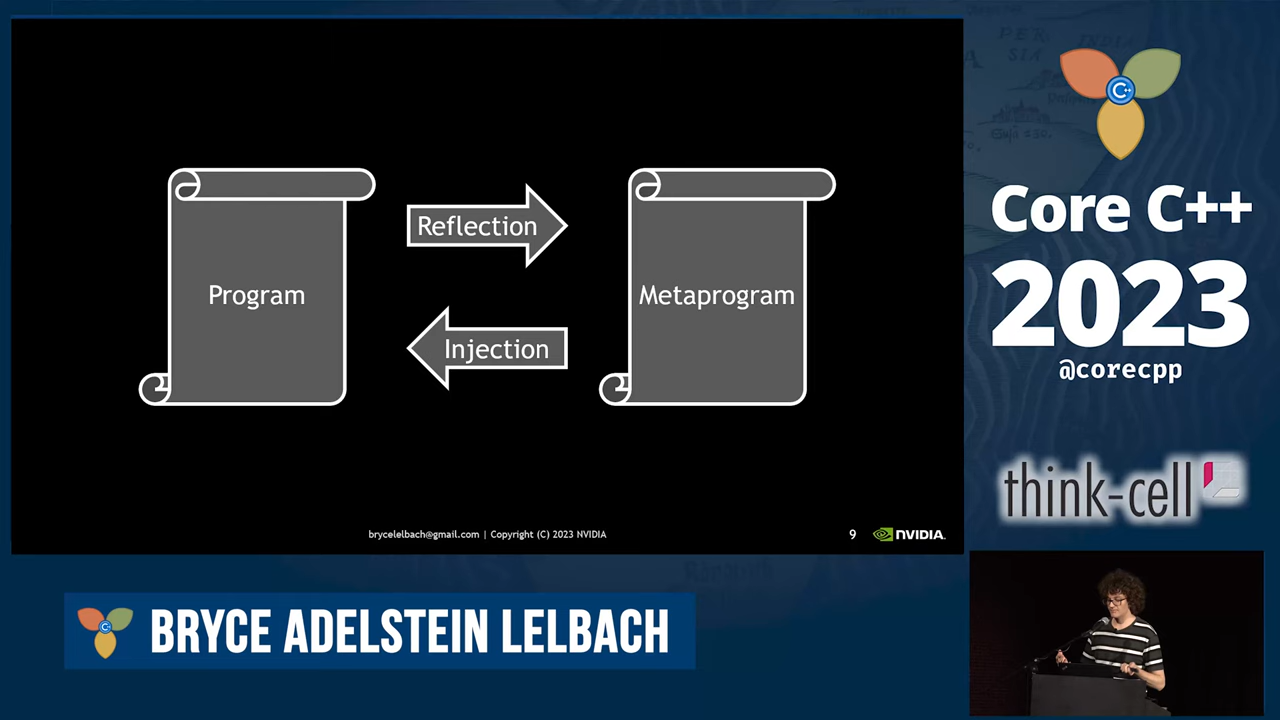 Program
Reflection
Injection
Metaprogram
brycelelbach@gmail.com | Copyright (C) 2023 NVIDIA
9
NVIDIA.
C++
Core C++
2023
@corecpp
think-cell
C++
BRYCE ADELSTEIN LELBACH